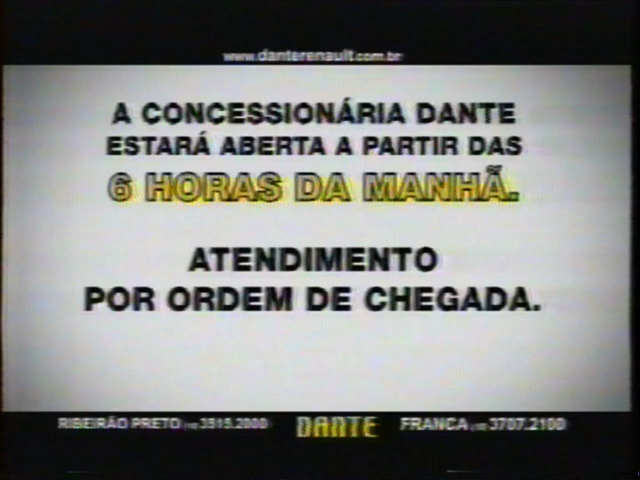 www.danterenault.com.br
A CONCESSIONÁRIA DANTE
ESTARÁ ABERTA A PARTIR DAS
6 HORAS DA MANHÃ.
ATENDIMENTO
POR ORDEM DE CHEGADA.
RIBEIRÃO PRETO 3515.2000 DANTE FRANCA 3707.2100